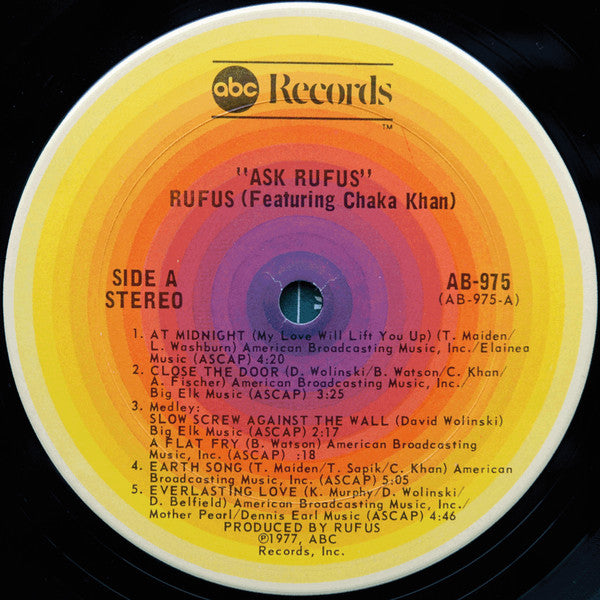 abc Records
TM
"ASK RUFUS"
RUFUS (Featuring Chaka Khan)
SIDE A
STEREO
AB-975
(AB-975-A)
1. AT MIDNIGHT (My Love Will Lift You Up) (T. Maiden/
L. Washburn) American Broadcasting Music, Inc./Elainea
Music (ASCAP) 4:20
2. CLOSE THE DOOR (D. Wolinski/B. Watson/C. Khan/
A. Fischer) American Broadcasting Music, Inc./
Big Elk Music (ASCAP) 3:25
3. Medley:
SLOW SCREW AGAINST THE WALL (David Wolinski)
Big Elk Music (ASCAP) 2:17
A FLAT FRY (B. Watson) American Broadcasting
Music, Inc. (ASCAP) :18
4. EARTH SONG (T. Maiden/T. Sapik/C. Khan) American
Broadcasting Music, Inc. (ASCAP) 5:05
5. EVERLASTING LOVE (K. Murphy/D. Wolinski/
D. Belfield) American Broadcasting Music, Inc./
Mother Pearl/Dennis Earl Music (ASCAP) 4:46
PRODUCED BY RUFUS
℗1977, ABC
Records, Inc.